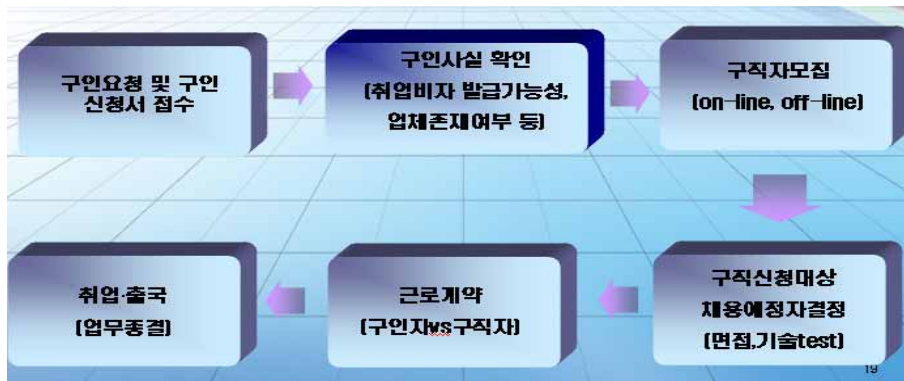 구인요청 및 구인
신청서 접수
구인사실 확인
(취업비자 발급가능성,
업체존재여부 등)
구직자모집
(on-line, off-line)
구직신청대상
채용예정자결정
(면접,기술test)
근로계약
(구인자vs구직자)
취업·출국
(업무종결)
19